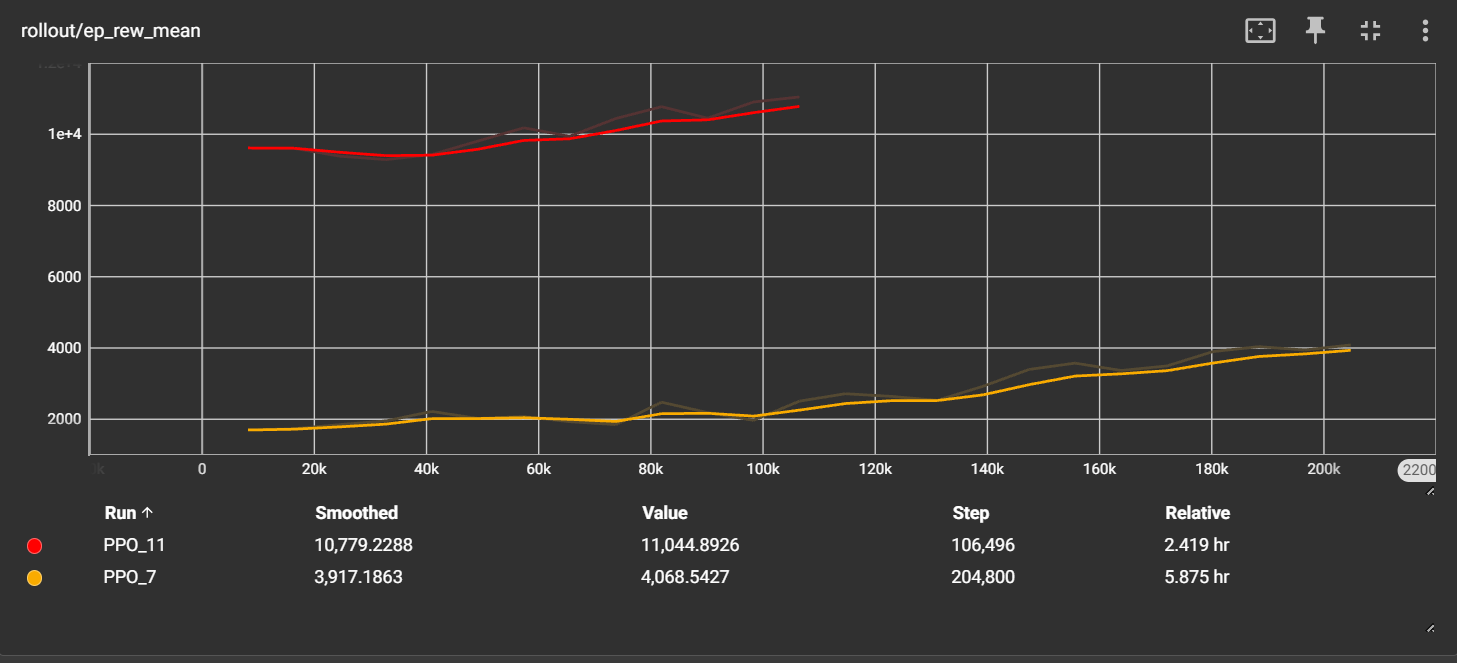 rollout/ep_rew_mean
1e+4
8000
6000
4000
2000
0 20k 40k 60k 80k 100k 120k 140k 160k 180k 200k 2200
Run ↑ Smoothed Value Step Relative
PPO_11 10,779.2288 11,044.8926 106,496 2.419 hr
PPO_7 3,917.1863 4,068.5427 204,800 5.875 hr